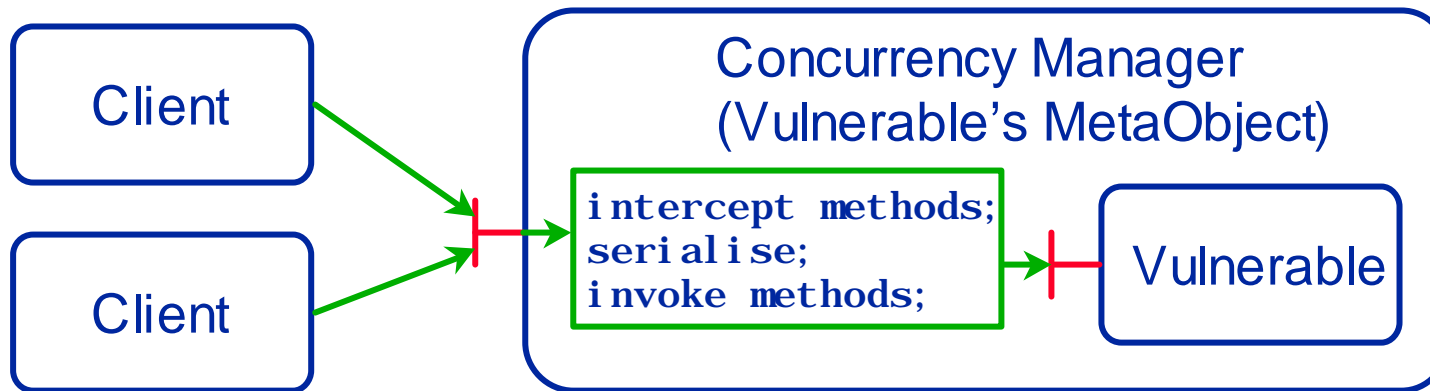 Client
Client
Concurrency Manager
(Vulnerable's MetaObject)
intercept methods;
serialise;
invoke methods;
Vulnerable